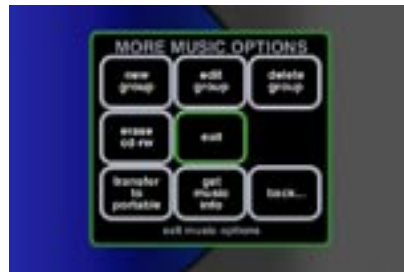 MORE MUSIC OPTIONS
new
group
edit
group
delete
group
erase
cd-rw
exit
transfer
to
portable
get
music
info
back...
exit music options